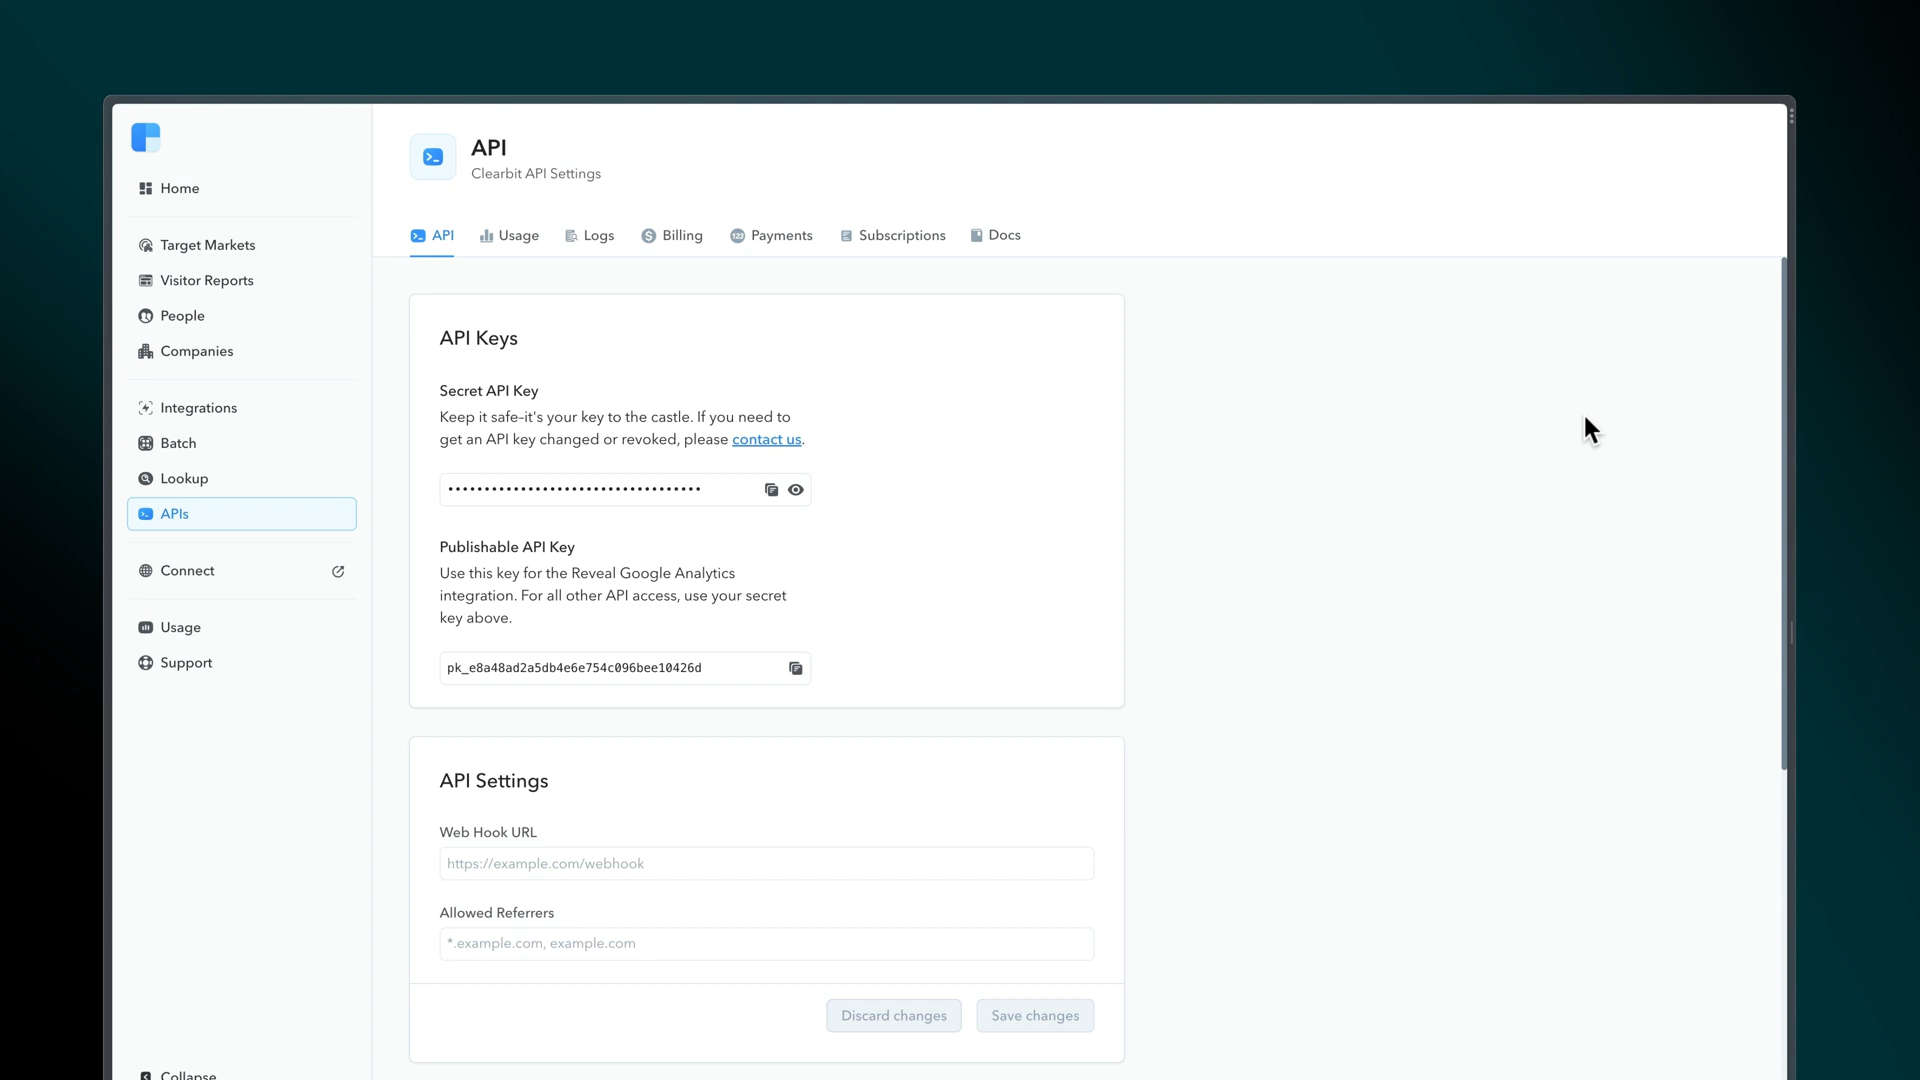 Home
Target Markets
Visitor Reports
People
Companies
Integrations
Batch
Lookup
APIs
Connect
Usage
Support
Collapse
API
Clearbit API Settings
API
Usage
Logs
Billing
Payments
Subscriptions
Docs
API Keys
Secret API Key
Keep it safe–it's your key to the castle. If you need to
get an API key changed or revoked, please contact us.
••••••••••••••••••••••••••••••••••••
Publishable API Key
Use this key for the Reveal Google Analytics
integration. For all other API access, use your secret
key above.
pk_e8a48ad2a5db4e6e754c096bee10426d
API Settings
Web Hook URL
https://example.com/webhook
Allowed Referrers
*.example.com, example.com
Discard changes
Save changes